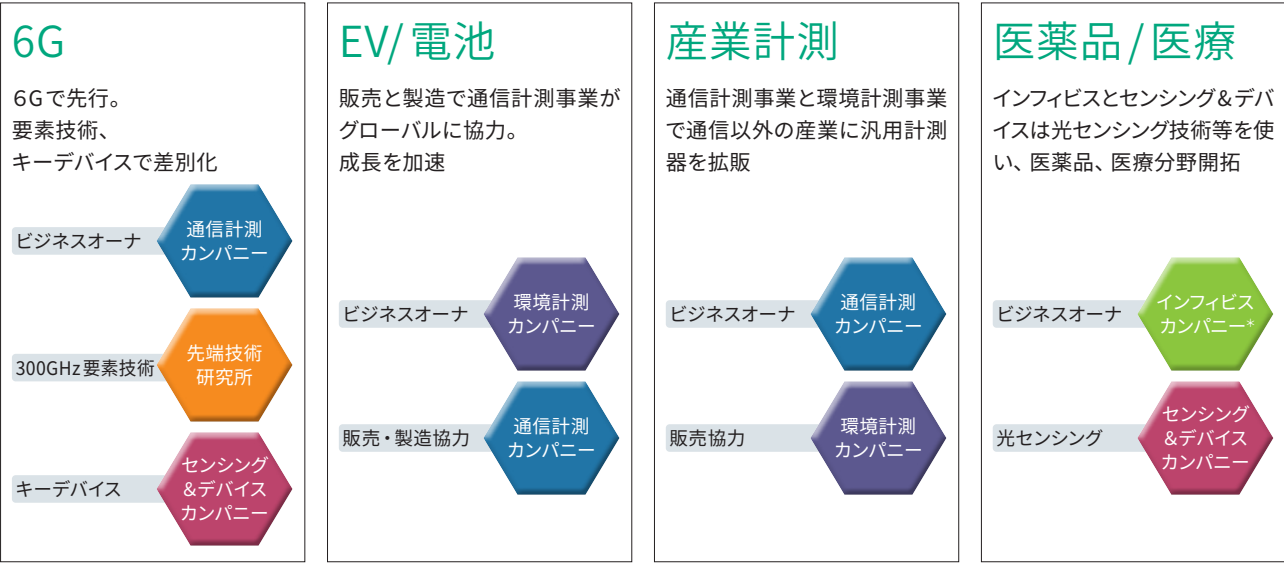 6G
6Gで先行。
要素技術、
キーデバイスで差別化
ビジネスオーナ
通信計測
カンパニー
300GHz要素技術
先端技術
研究所
キーデバイス
センシング
&デバイス
カンパニー
EV/電池
販売と製造で通信計測事業が
グローバルに協力。
成長を加速
ビジネスオーナ
環境計測
カンパニー
販売・製造協力
通信計測
カンパニー
産業計測
通信計測事業と環境計測事業
で通信以外の産業に汎用計測
器を拡販
ビジネスオーナ
通信計測
カンパニー
販売協力
環境計測
カンパニー
医薬品/医療
インフィビスとセンシング&デバ
イスは光センシング技術等を使
い、医薬品、医療分野開拓
ビジネスオーナ
インフィビス
カンパニー*
光センシング
センシング
&デバイス
カンパニー